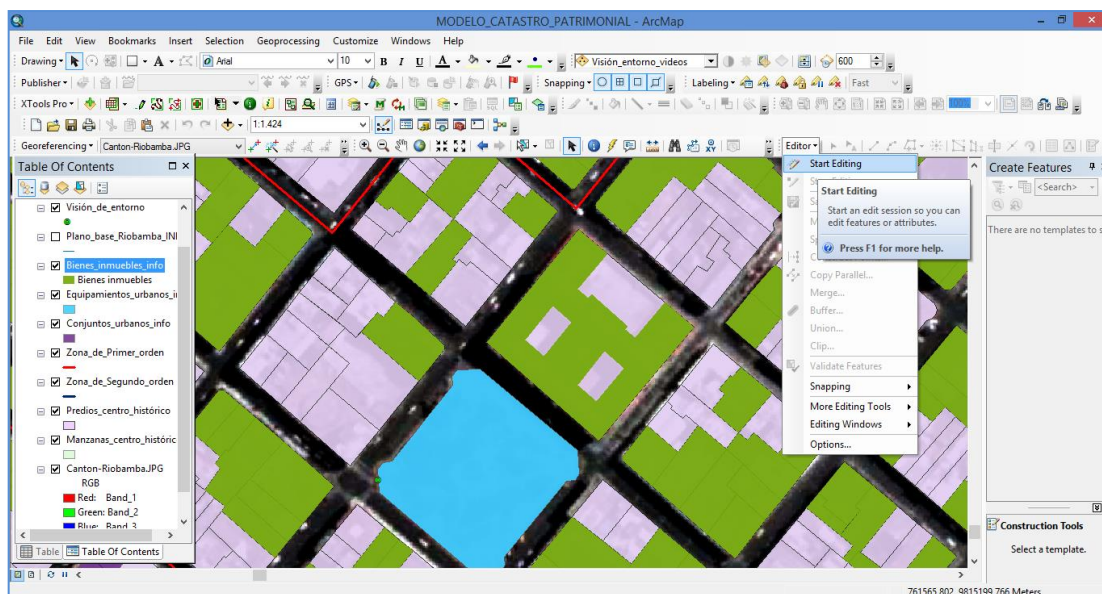 MODELO_CATASTRO_PATRIMONIAL - ArcMap
File Edit View Bookmarks Insert Selection Geoprocessing Customize Windows Help
Drawing A Arial 10 B I U A Visión_entorno_videos 600
Publisher GPS Snapping Labeling Fast
XTools Pro
1:1.424
Georeferencing Canton-Riobamba.JPG Editor
Table Of Contents
Visión_de_entorno
Plano_base_Riobamba_INI
Bienes_inmuebles_info
Bienes inmuebles
Equipamientos_urbanos_i
Conjuntos_urbanos_info
Zona_de_Primer_orden
Zona_de_Segundo_orden
Predios_centro_histórico
Manzanas_centro_históric
Canton-Riobamba.JPG
RGB
Red: Band_1
Green: Band_2
Blue: Band_3
Table Table Of Contents
Start Editing
Start Editing
Start an edit session so you can
edit features or attributes.
Press F1 for more help.
Copy Parallel...
Merge...
Buffer...
Union...
Clip...
Validate Features
Snapping
More Editing Tools
Editing Windows
Options...
Create Features
<Search>
There are no templates to s
Construction Tools
Select a template.
761565,802 9815199,766 Meters